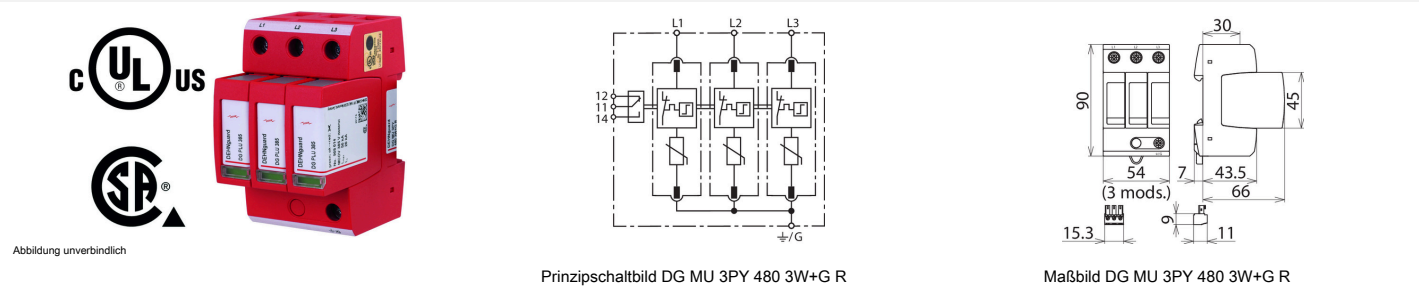 C UL US
®
SA ®
L1 L2 L3
DEHNguard
DG PLU 385
DEHNguard
DG PLU 385
DEHNguard
DG PLU 385
Abbildung unverbindlich
L1 L2 L3
12
11
14
/G
Prinzipschaltbild DG MU 3PY 480 3W+G R
30
90
45
54
(3 mods.)
7
43.5
66
15.3
9
11
Maßbild DG MU 3PY 480 3W+G R